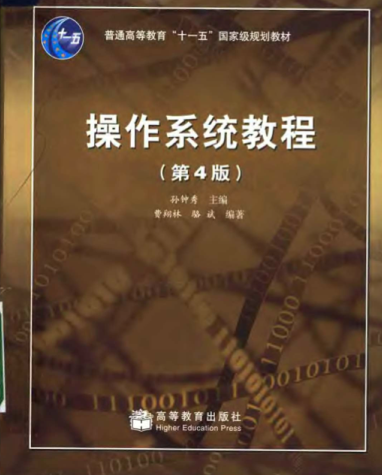 十一五
普通高等教育“十一五”国家级规划教材
操作系统教程
(第4版)
孙钟秀 主编
费翔林 骆斌 编著
高等教育出版社
Higher Education Press